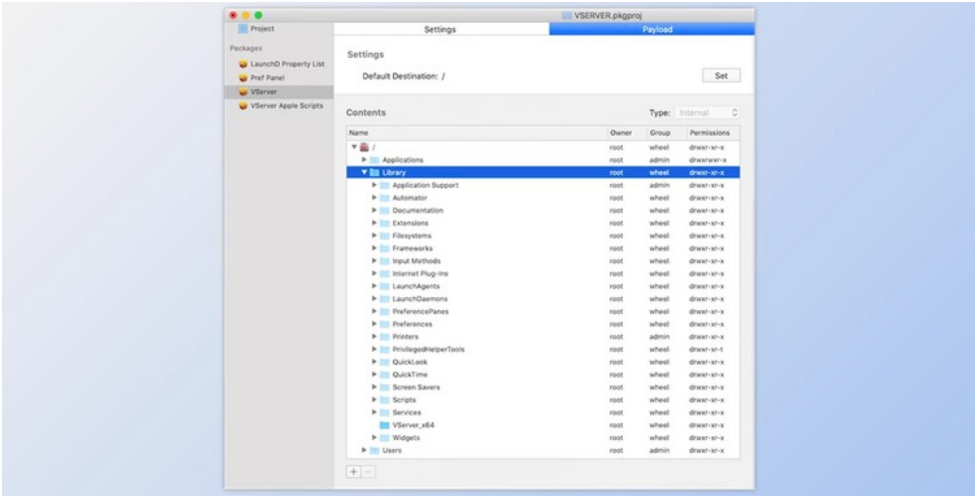 VSERVER.pkgproj
Project
Settings Payload
Packages
LaunchD Property List
Pref Panel
VServer
VServer Apple Scripts
Settings
Default Destination: / Set
Contents Type: Internal
Name Owner Group Permissions
/ root wheel drwxr-xr-x
Applications root admin drwxrwxr-x
Library root wheel drwxr-xr-x
Application Support root admin drwxr-xr-x
Automator root wheel drwxr-xr-x
Documentation root wheel drwxr-xr-x
Extensions root wheel drwxr-xr-x
Filesystems root wheel drwxr-xr-x
Frameworks root wheel drwxr-xr-x
Input Methods root wheel drwxr-xr-x
Internet Plug-Ins root wheel drwxr-xr-x
LaunchAgents root wheel drwxr-xr-x
LaunchDaemons root wheel drwxr-xr-x
PreferencePanes root wheel drwxr-xr-x
Preferences root wheel drwxr-xr-x
Printers root admin drwxr-xr-x
PrivilegedHelperTools root wheel drwxr-xr-t
QuickLook root wheel drwxr-xr-x
QuickTime root wheel drwxr-xr-x
Screen Savers root wheel drwxr-xr-x
Scripts root wheel drwxr-xr-x
Services root wheel drwxr-xr-x
VServer_x64 root wheel drwxr-xr-x
Widgets root wheel drwxr-xr-x
Users root admin drwxr-xr-x